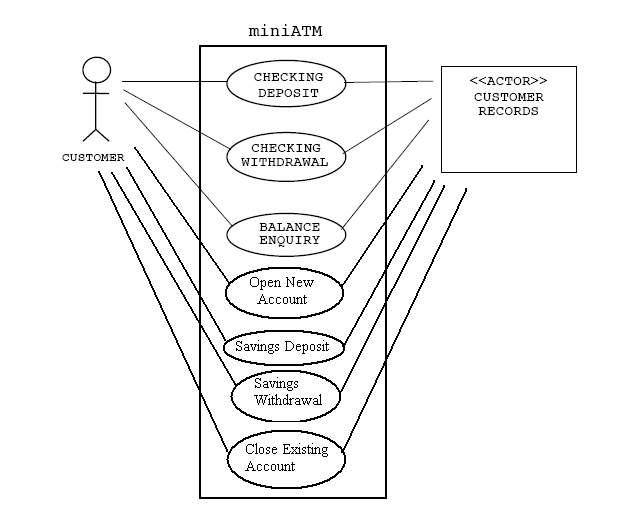 miniATM
CHECKING
DEPOSIT
<<ACTOR>>
CUSTOMER
RECORDS
CUSTOMER
CHECKING
WITHDRAWAL
BALANCE
ENQUIRY
Open New
Account
Savings Deposit
Savings
Withdrawal
Close Existing
Account